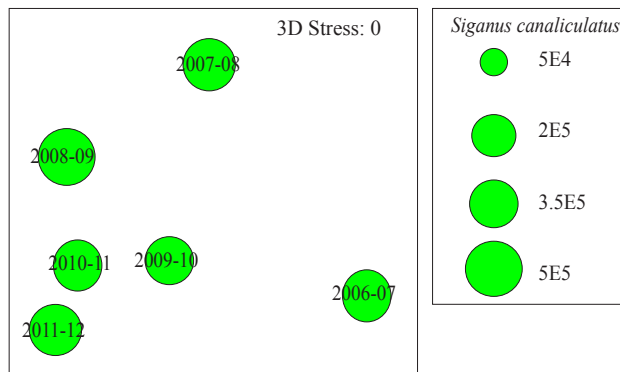 3D Stress: 0
2007-08
2008-09
2010-11
2009-10
2006-07
2011-12
Siganus canaliculatus
5E4
2E5
3.5E5
5E5